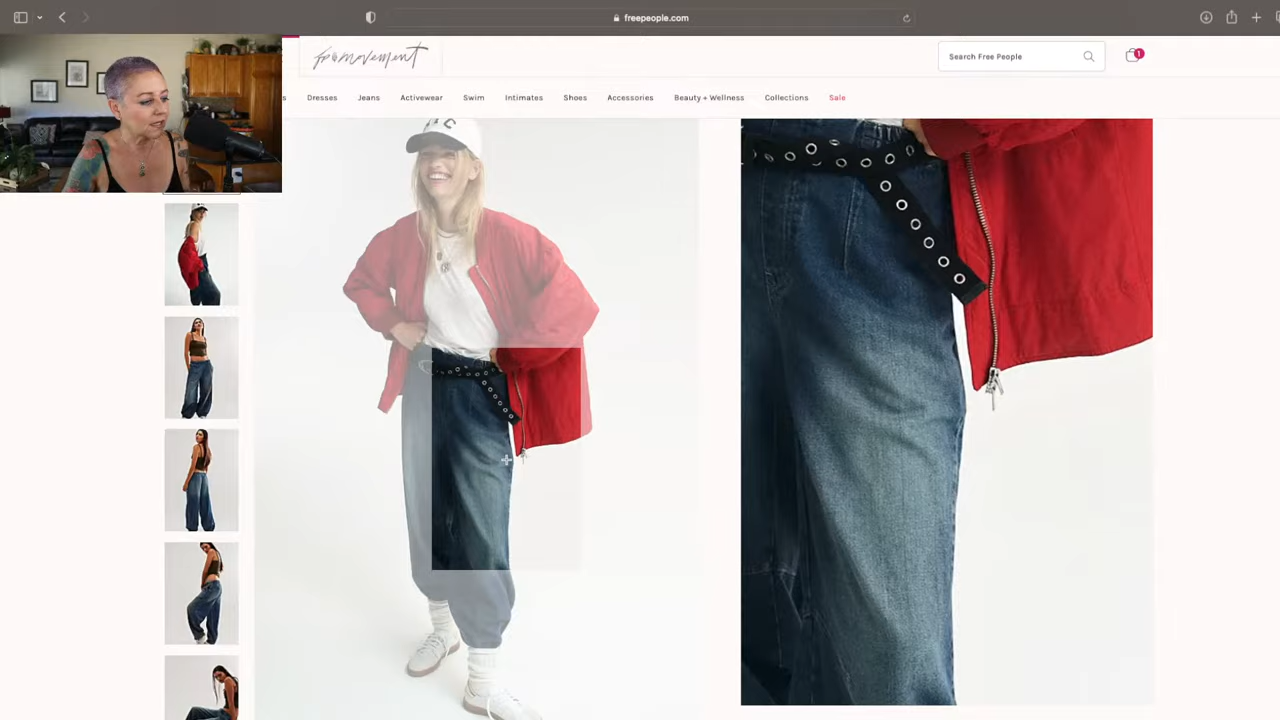 freepeople.com
fpmovement
Search Free People
1
s Dresses Jeans Activewear Swim Intimates Shoes Accessories Beauty + Wellness Collections Sale